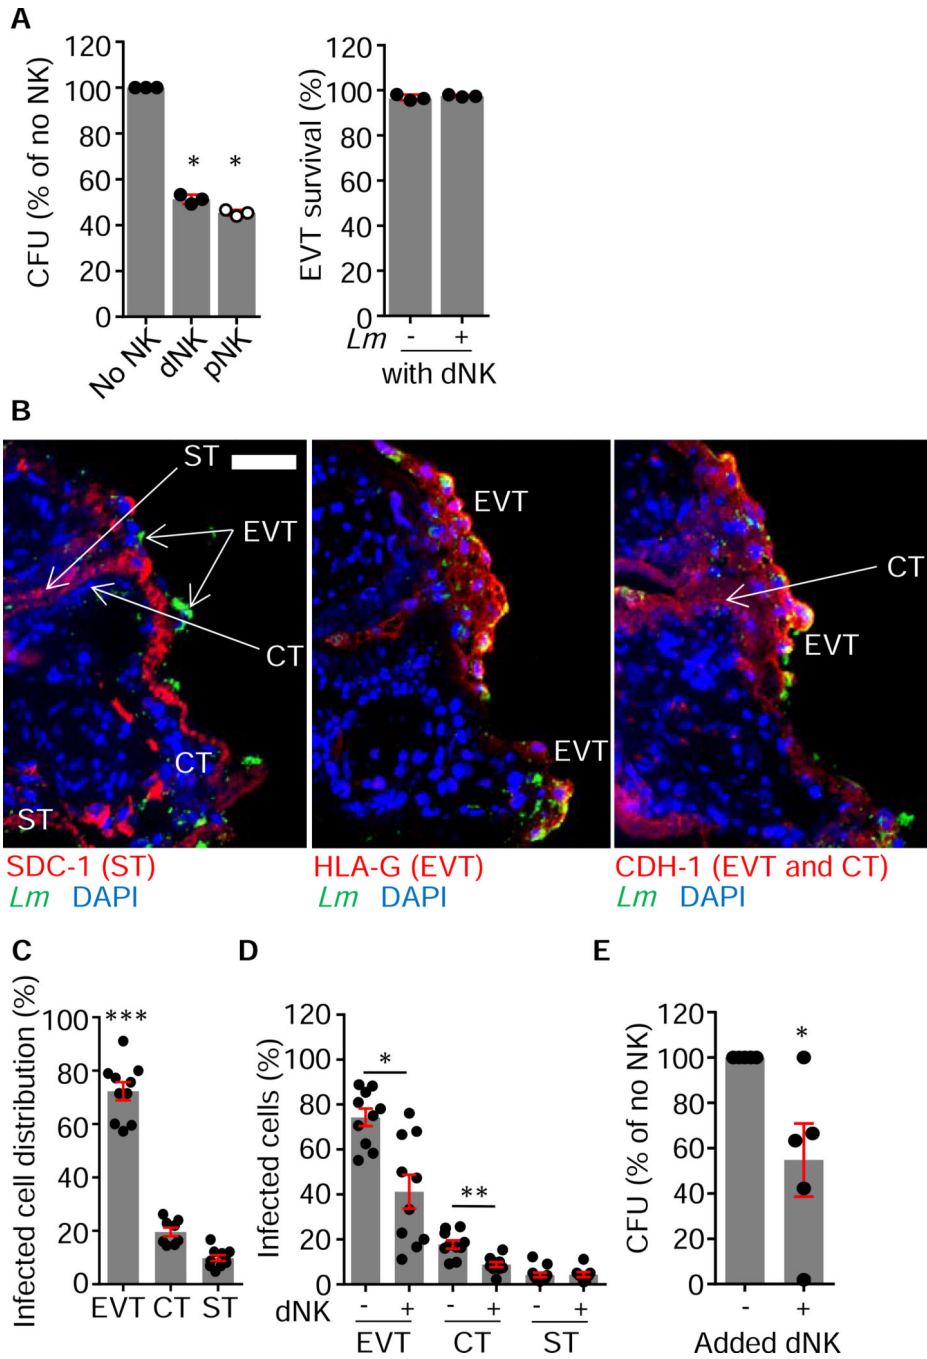 A
CFU (% of no NK)
120
100
80
60
40
20
0
* *
No NK
dNK
pNK
EVT survival (%)
120
100
80
60
40
20
0
Lm - +
with dNK
B
ST
EVT
CT
CT
ST
EVT
EVT
CT
EVT
SDC-1 (ST)
Lm DAPI
HLA-G (EVT)
Lm DAPI
CDH-1 (EVT and CT)
Lm DAPI
C
Infected cell distribution (%)
100
80
60
40
20
0
***
EVT CT ST
D
Infected cells (%)
120
100
80
60
40
20
0
*
**
dNK - + - + - +
EVT CT ST
E
CFU (% of no NK)
120
100
80
60
40
20
0
*
- +
Added dNK